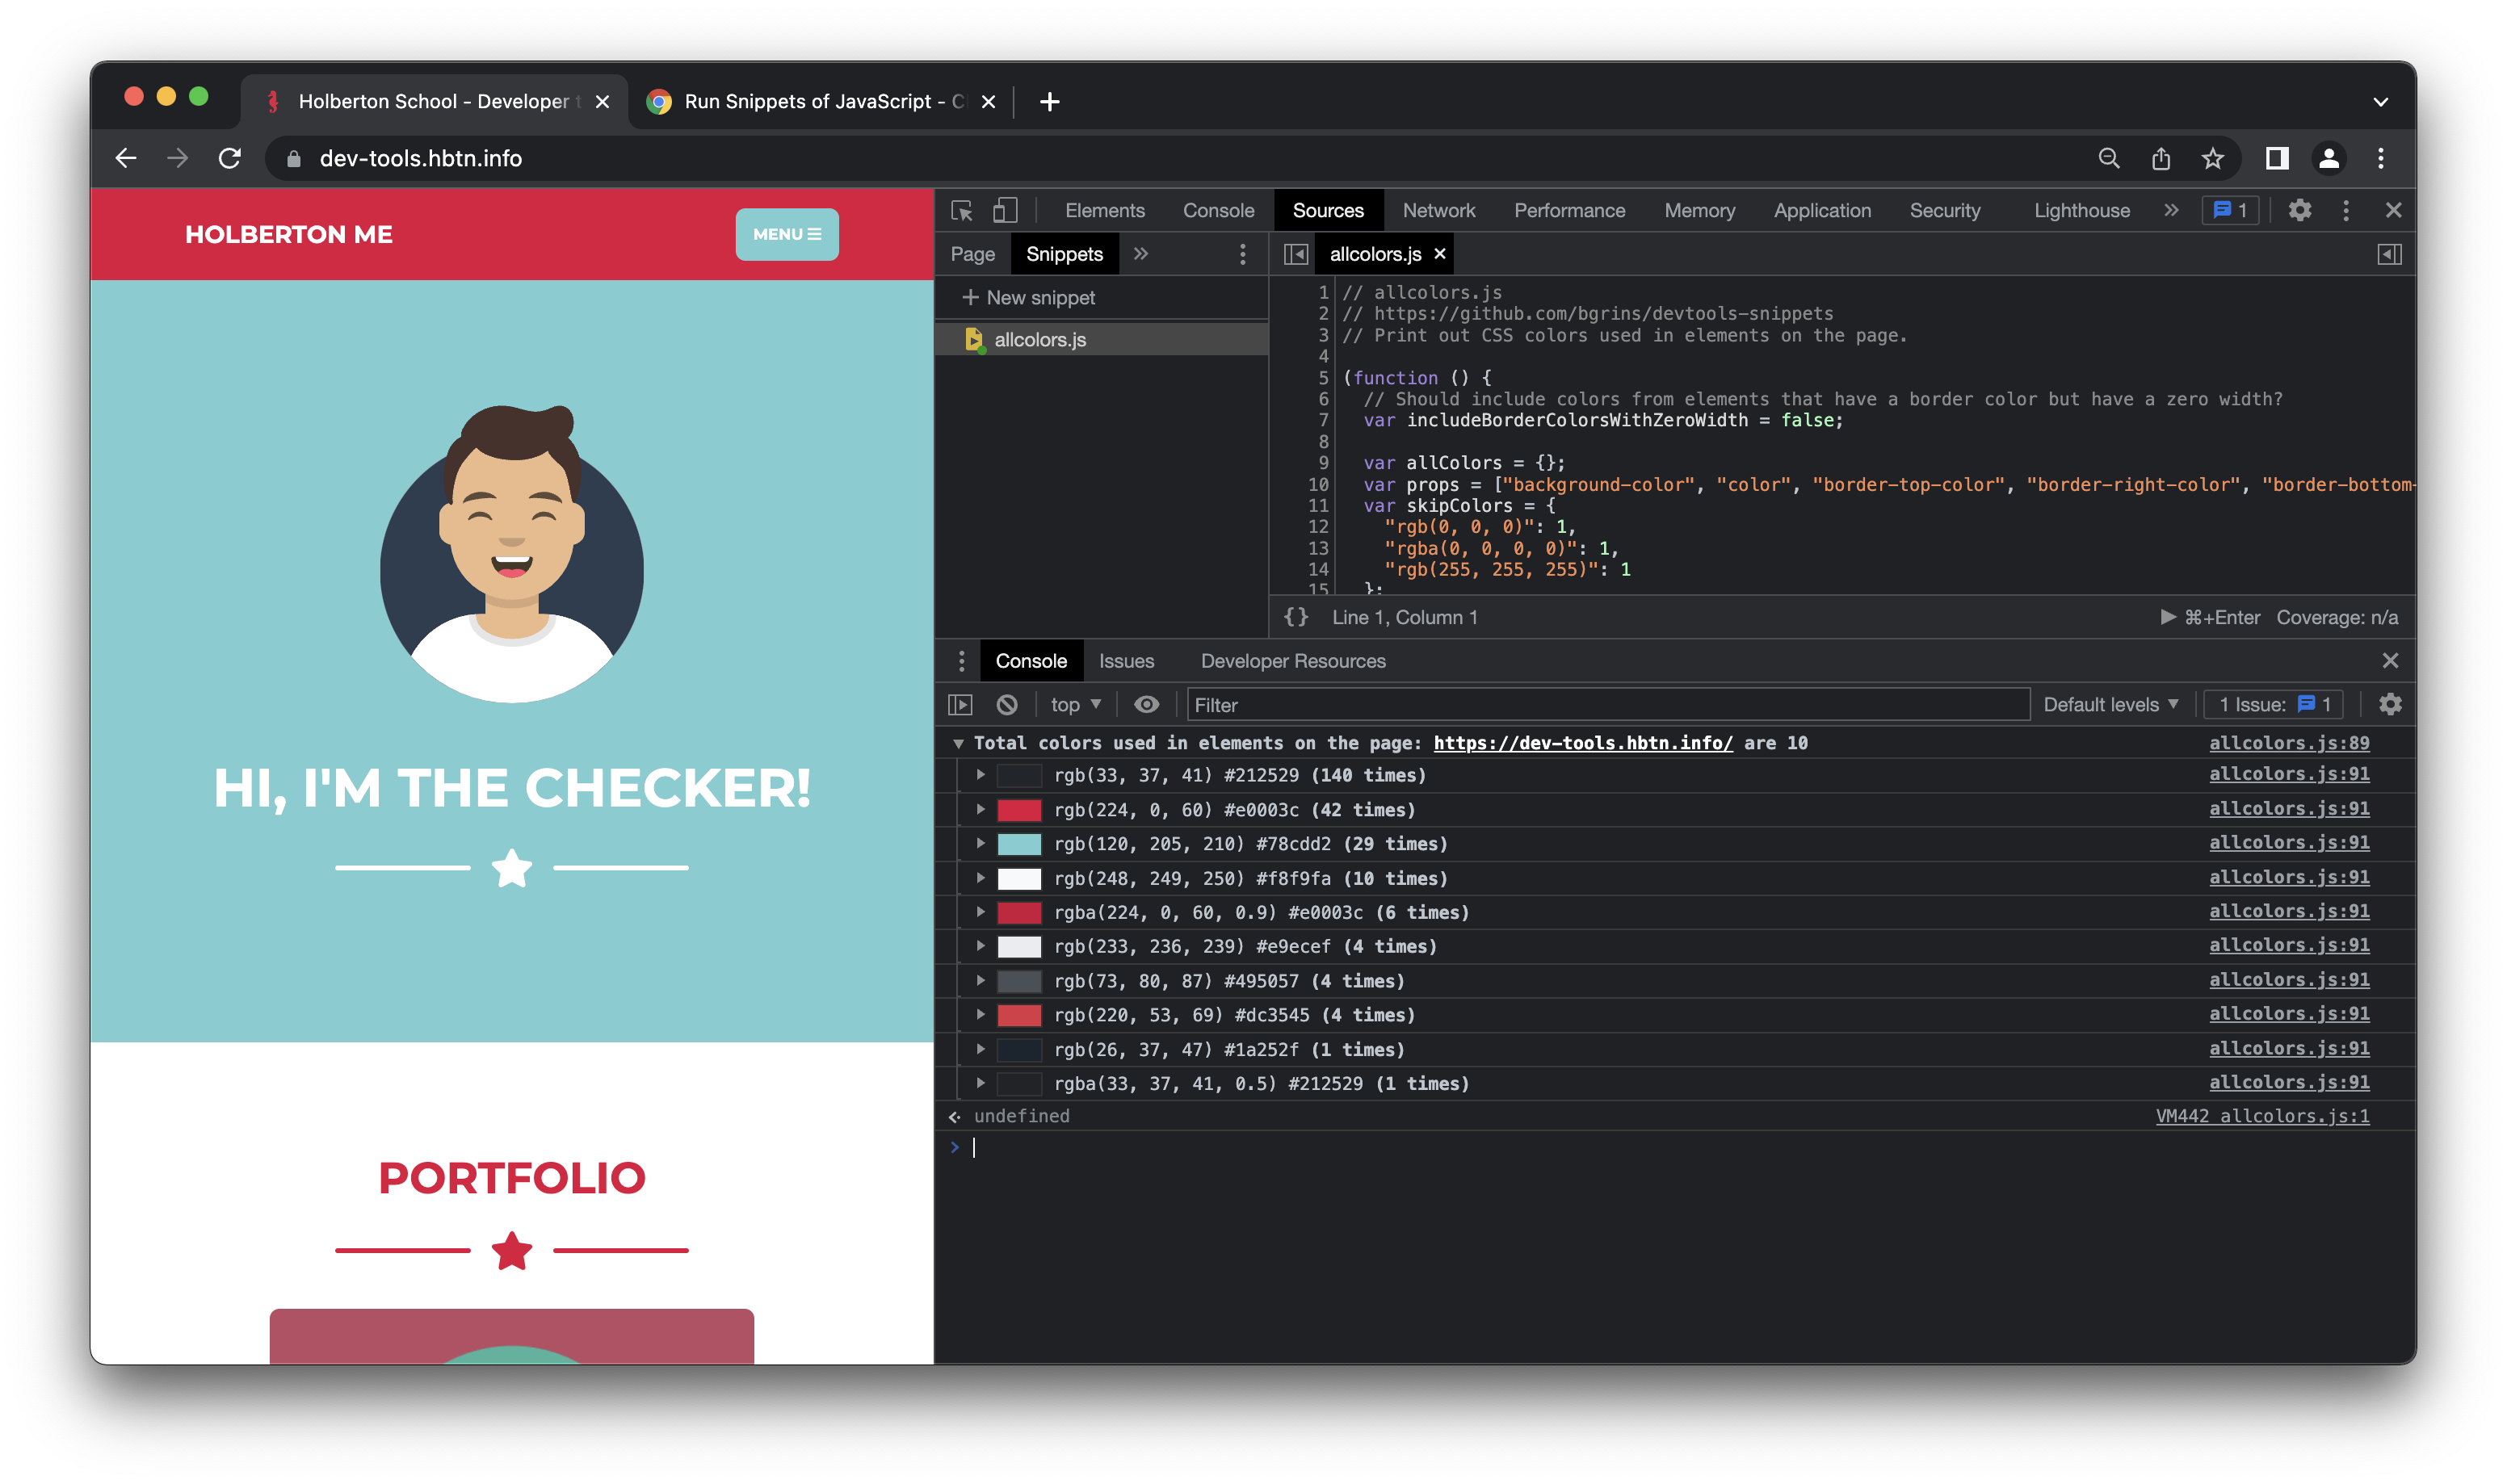 Holberton School - Developer t
Run Snippets of JavaScript - C
dev-tools.hbtn.info
HOLBERTON ME
MENU
HI, I'M THE CHECKER!
PORTFOLIO
Elements Console Sources Network Performance Memory Application Security Lighthouse 1
Page Snippets
allcolors.js
New snippet
allcolors.js
1 // allcolors.js
2 // https://github.com/bgrins/devtools-snippets
3 // Print out CSS colors used in elements on the page.
4
5 (function () {
6 // Should include colors from elements that have a border color but have a zero width?
7 var includeBorderColorsWithZeroWidth = false;
8
9 var allColors = {};
10 var props = ["background-color", "color", "border-top-color", "border-right-color", "border-bottom-
11 var skipColors = {
12 "rgb(0, 0, 0)": 1,
13 "rgba(0, 0, 0, 0)": 1,
14 "rgb(255, 255, 255)": 1
15 };
{} Line 1, Column 1 ⌘+Enter Coverage: n/a
Console Issues Developer Resources
top Filter Default levels 1 Issue: 1
Total colors used in elements on the page: https://dev-tools.hbtn.info/ are 10 allcolors.js:89
rgb(33, 37, 41) #212529 (140 times) allcolors.js:91
rgb(224, 0, 60) #e0003c (42 times) allcolors.js:91
rgb(120, 205, 210) #78cdd2 (29 times) allcolors.js:91
rgb(248, 249, 250) #f8f9fa (10 times) allcolors.js:91
rgba(224, 0, 60, 0.9) #e0003c (6 times) allcolors.js:91
rgb(233, 236, 239) #e9ecef (4 times) allcolors.js:91
rgb(73, 80, 87) #495057 (4 times) allcolors.js:91
rgb(220, 53, 69) #dc3545 (4 times) allcolors.js:91
rgb(26, 37, 47) #1a252f (1 times) allcolors.js:91
rgba(33, 37, 41, 0.5) #212529 (1 times) allcolors.js:91
undefined VM442 allcolors.js:1